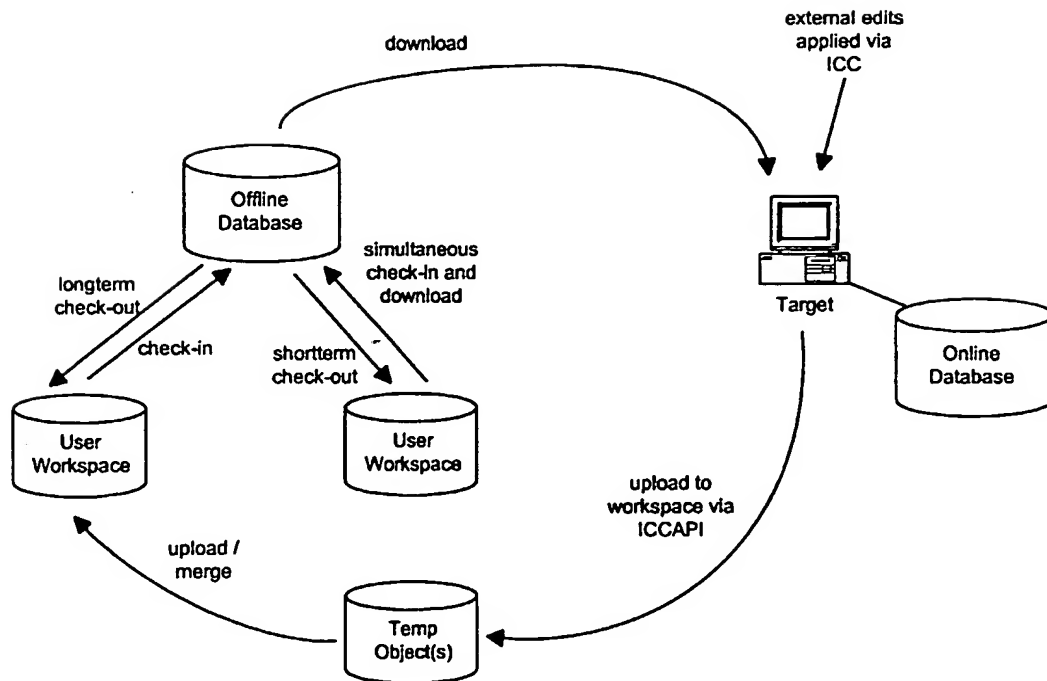 download
external edits
applied via
ICC
Offline
Database
simultaneous
check-in and
download
longterm
check-out
check-in
shortterm
check-out
Target
Online
Database
User
Workspace
User
Workspace
upload to
workspace via
ICCAPI
upload /
merge
Temp
Object(s)